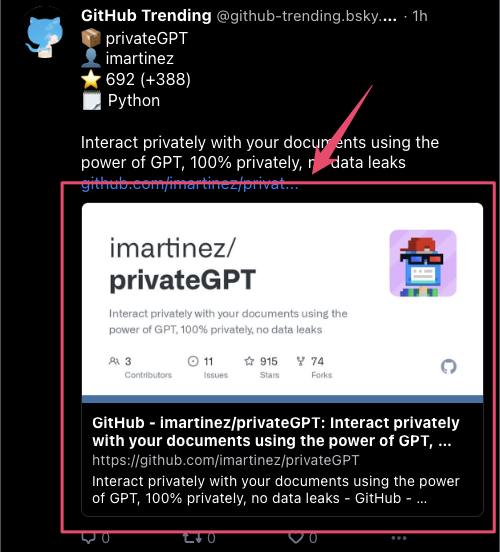 GitHub Trending @github-trending.bsky.... · 1h
privateGPT
imartinez
692 (+388)
Python
Interact privately with your documents using the
power of GPT, 100% privately, no data leaks
github.com/imartinez/privat...
imartinez/
privateGPT
Interact privately with your documents using the
power of GPT, 100% privately, no data leaks
3 11 915 74
Contributors Issues Stars Forks
GitHub - imartinez/privateGPT: Interact privately
with your documents using the power of GPT, ...
https://github.com/imartinez/privateGPT
Interact privately with your documents using the power
of GPT, 100% privately, no data leaks - GitHub - ...
0 0 0